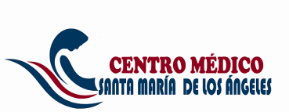 CENTRO MÉDICO
SANTA MARÍA DE LOS ÁNGELES